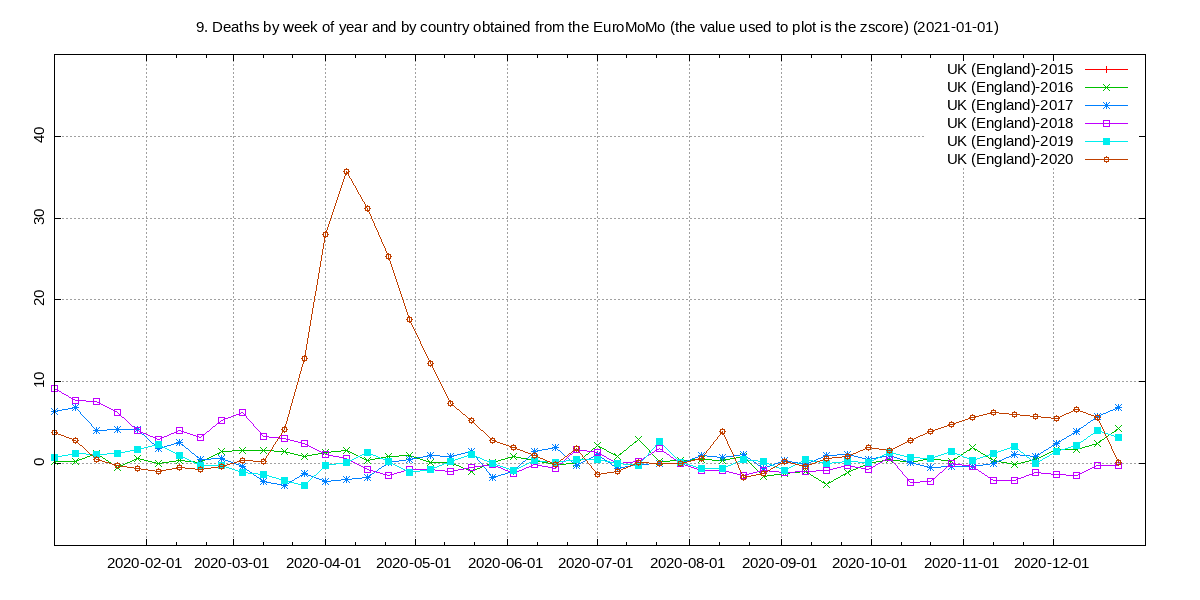 9. Deaths by week of year and by country obtained from the EuroMoMo (the value used to plot is the zscore) (2021-01-01)
UK (England)-2015
UK (England)-2016
UK (England)-2017
UK (England)-2018
UK (England)-2019
UK (England)-2020
40
30
20
10
0
2020-02-01 2020-03-01 2020-04-01 2020-05-01 2020-06-01 2020-07-01 2020-08-01 2020-09-01 2020-10-01 2020-11-01 2020-12-01